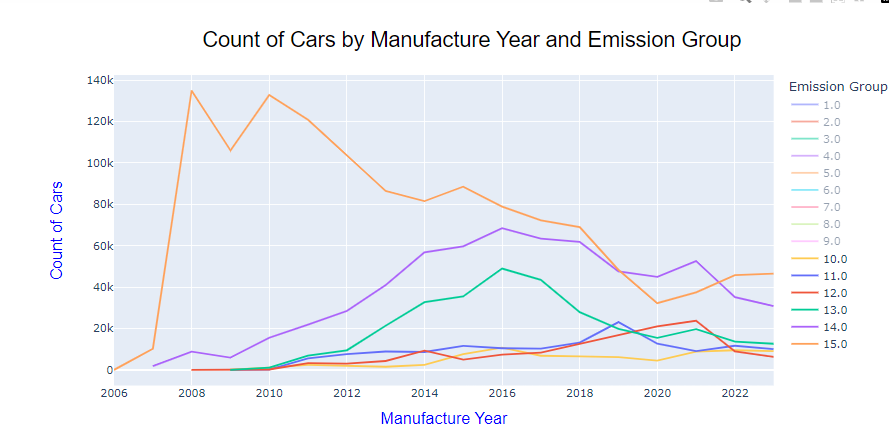 Count of Cars by Manufacture Year and Emission Group
140k
120k
100k
80k
60k
40k
20k
0
Count of Cars
2006 2008 2010 2012 2014 2016 2018 2020 2022
Manufacture Year
Emission Group
1.0
2.0
3.0
4.0
5.0
6.0
7.0
8.0
9.0
10.0
11.0
12.0
13.0
14.0
15.0